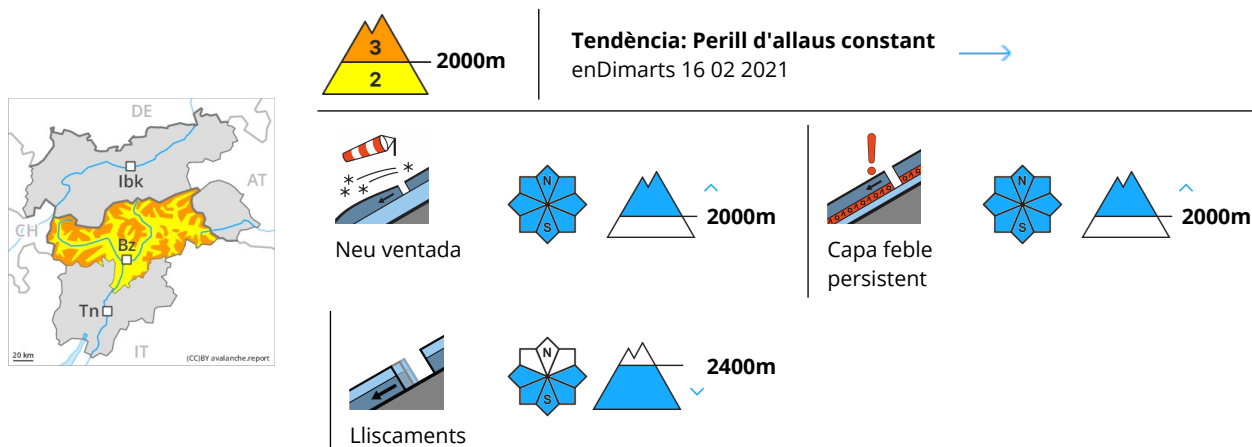 3
2
2000m
Tendència: Perill d'allaus constant
enDimarts 16 02 2021
DE
Ibk
AT
CH
Bz
Tn
IT
20 km
(CC)BY avalanche.report
N
S
2000m
Neu ventada
N
S
2000m
Capa feble
persistent
N
S
2400m
Lliscaments